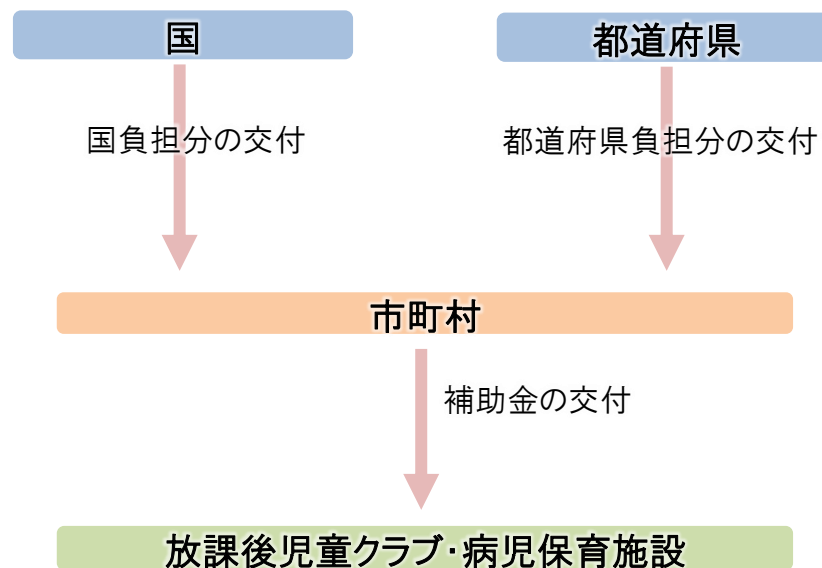 国
都道府県
国負担分の交付
都道府県負担分の交付
市町村
補助金の交付
放課後児童クラブ・病児保育施設